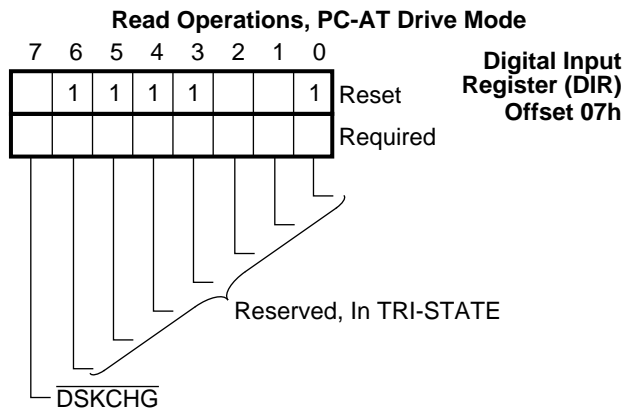 Read Operations, PC-AT Drive Mode
7 6 5 4 3 2 1 0
Digital Input
Register (DIR)
Offset 07h
1 1 1 1 1 Reset
Required
Reserved, In TRI-STATE
DSKCHG